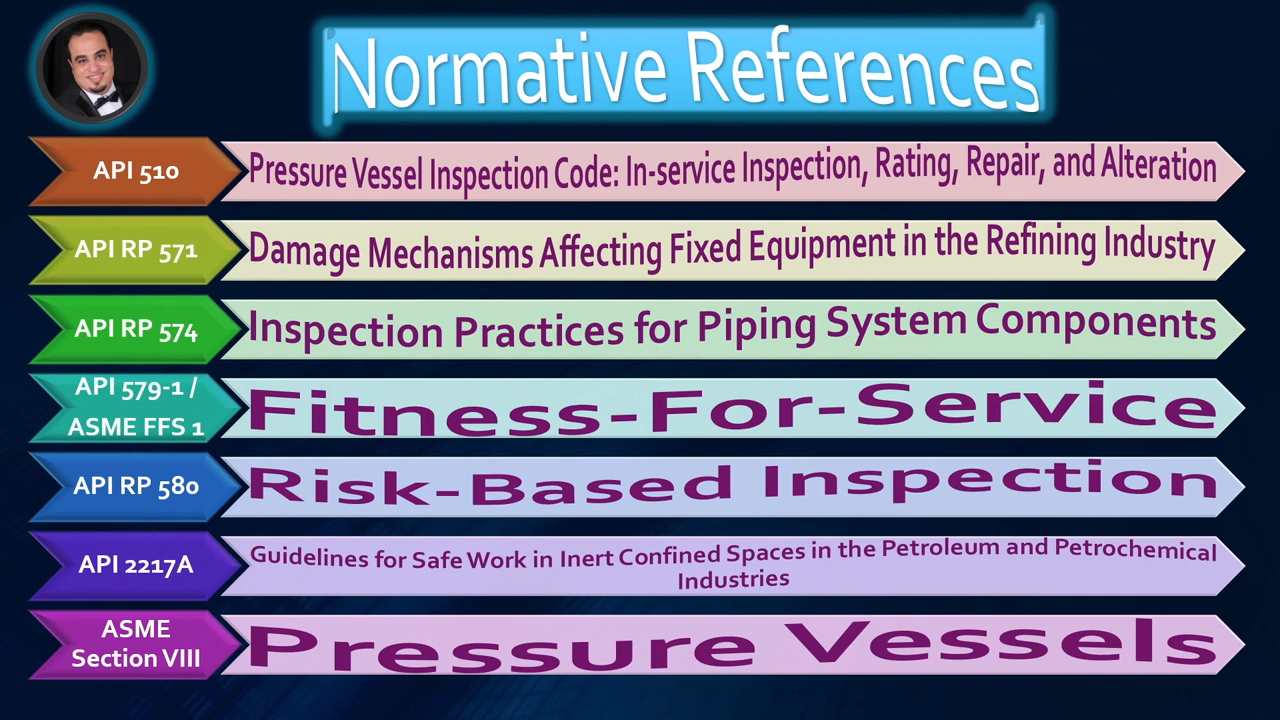 Normative References
API 510
Pressure Vessel Inspection Code: In-service Inspection, Rating, Repair, and Alteration
API RP 571
Damage Mechanisms Affecting Fixed Equipment in the Refining Industry
API RP 574
Inspection Practices for Piping System Components
API 579-1 /
ASME FFS 1
Fitness-For-Service
API RP 580
Risk-Based Inspection
API 2217A
Guidelines for Safe Work in Inert Confined Spaces in the Petroleum and Petrochemical
Industries
ASME
Section VIII
Pressure Vessels